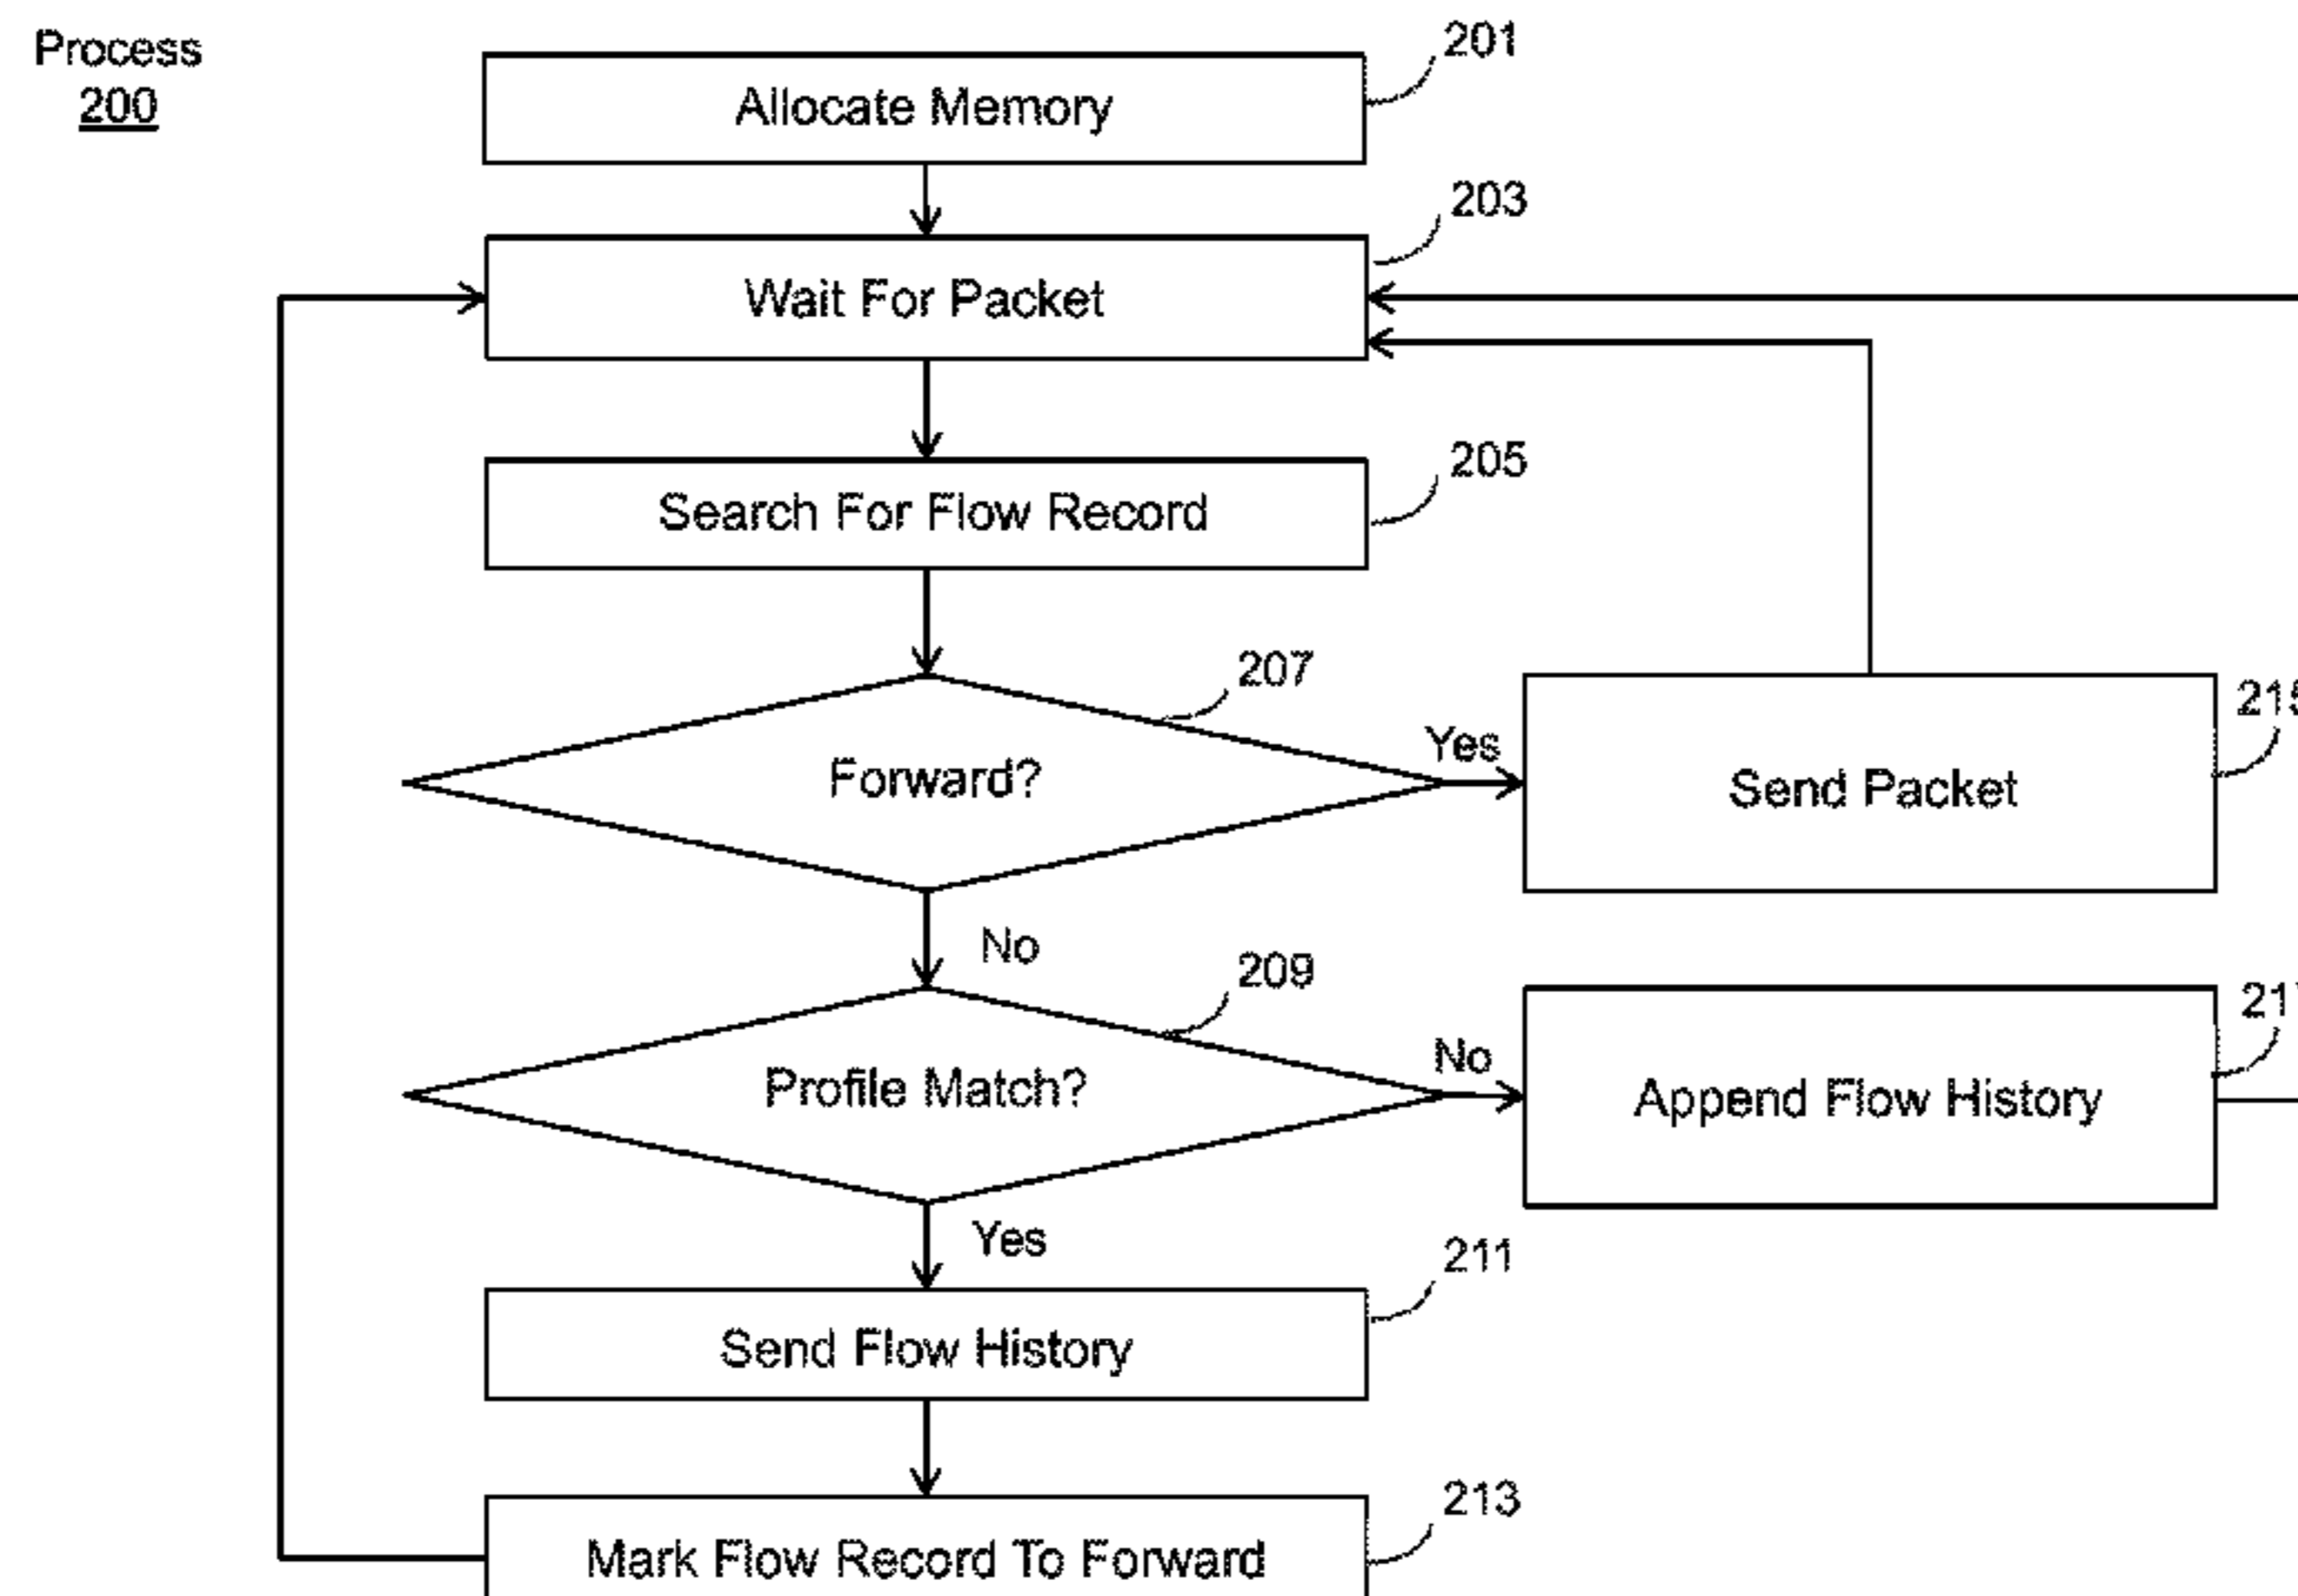 Process
200
Allocate Memory
201
Wait For Packet
203
Search For Flow Record
205
Forward?
207
Yes
Send Packet
215
No
Profile Match?
209
No
Append Flow History
Yes
Send Flow History
211
Mark Flow Record To Forward
213